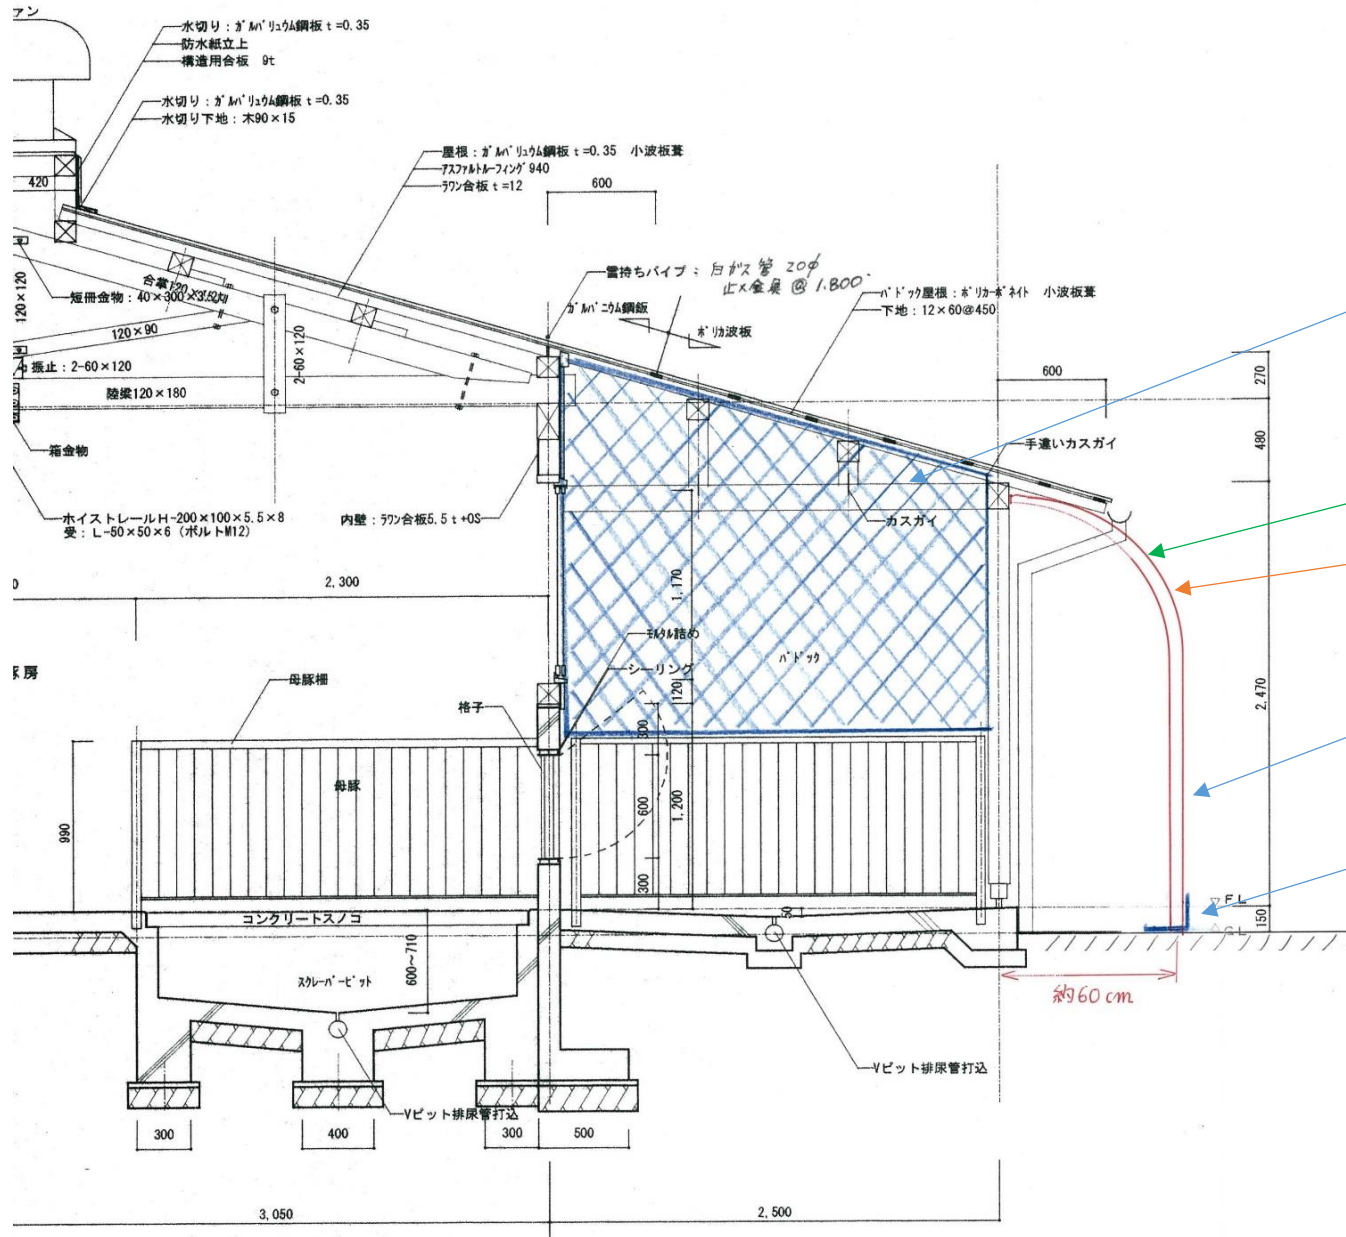 ァン
水切り：ｶﾞﾙﾊﾞﾘｭｳﾑ鋼板 t=0.35
防水紙立上
構造用合板　9t
水切り：ｶﾞﾙﾊﾞﾘｭｳﾑ鋼板 t=0.35
水切り下地：木90×15
屋根：ｶﾞﾙﾊﾞﾘｭｳﾑ鋼板 t=0.35　小波板葺
ｱｽﾌｧﾙﾄﾙｰﾌｨﾝｸﾞ940
ﾗﾜﾝ合板 t=12
420
600
雪持ちパイプ：白ガス管 20φ
止メ金具 @ 1.800
ｶﾞﾙﾊﾞﾆｳﾑ鋼鈑
ﾎﾟﾘｶ波板
ﾊﾟﾄﾞｯｸ屋根：ﾎﾟﾘｶｰﾎﾞﾈｲﾄ　小波板葺
下地：12×60@450
合掌120×
短冊金物：40×300×3.2
120×120
120×90
2-60×120
振止：2-60×120
陸梁120×180
箱金物
ホイストレールH-200×100×5.5×8
受：L-50×50×6 (ボルトM12)
内壁：ﾗﾜﾝ合板5.5 t +OS
600
270
480
手違いカスガイ
カスガイ
2,300
1,170
ﾓﾙﾀﾙ詰め
シーリング
ﾊﾟﾄﾞｯｸ
120
300
2,470
豚房
母豚柵
格子
母豚
990
600
1,200
300
コンクリートスノコ
50
FL
150
GL
600～710
ｽｸﾚｰﾊﾟｰﾋﾟｯﾄ
約60cm
Vピット排尿管打込
Vピット排尿管打込
300
400
300
500
3,050
2,500